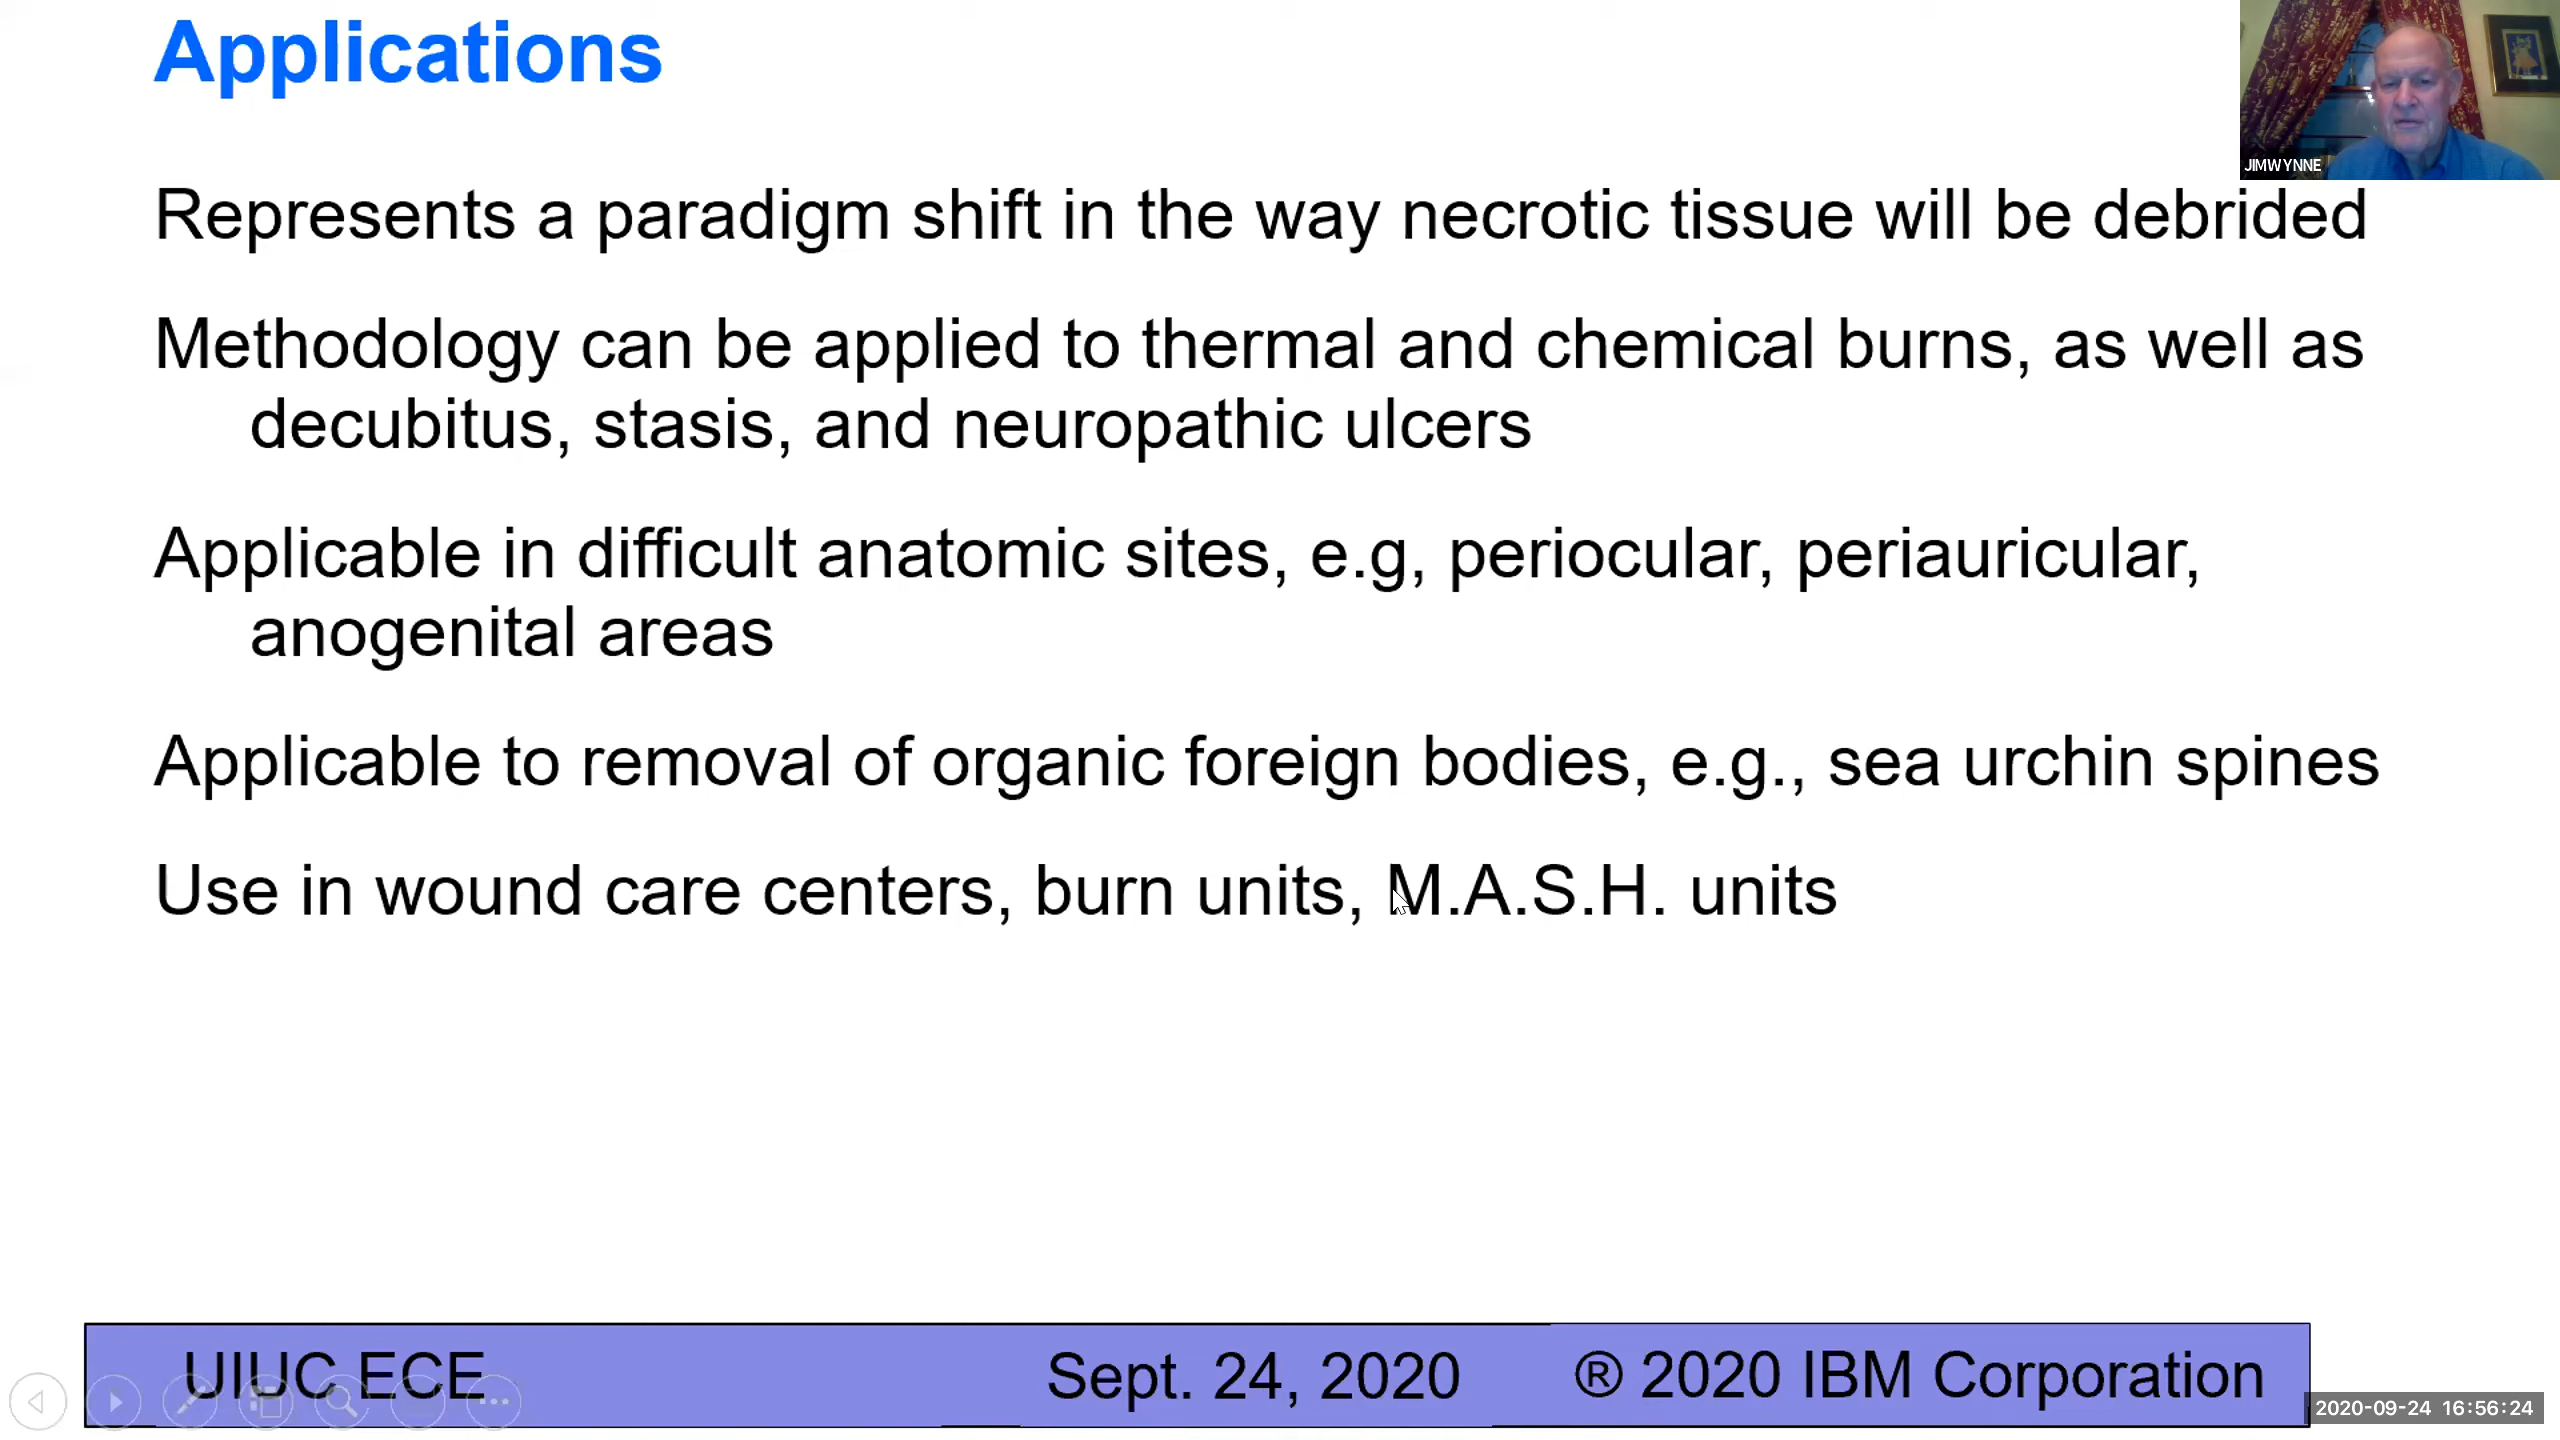 Applications
JIMWYNNE
Represents a paradigm shift in the way necrotic tissue will be debrided
Methodology can be applied to thermal and chemical burns, as well as
decubitus, stasis, and neuropathic ulcers
Applicable in difficult anatomic sites, e.g, periocular, periauricular,
anogenital areas
Applicable to removal of organic foreign bodies, e.g., sea urchin spines
Use in wound care centers, burn units, M.A.S.H. units
UIUC ECE Sept. 24, 2020 ® 2020 IBM Corporation
2020-09-24 16:56:24